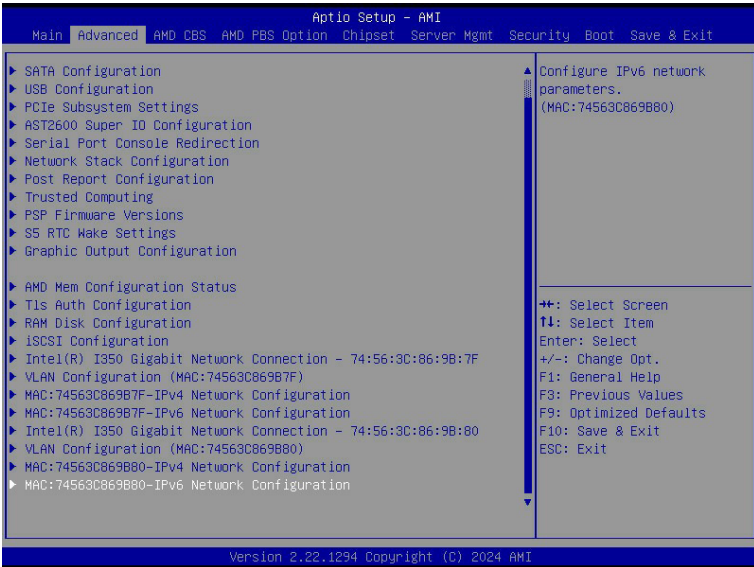 Aptio Setup - AMI
Main Advanced AMD CBS AMD PBS Option Chipset Server Mgmt Security Boot Save & Exit
SATA Configuration
USB Configuration
PCIe Subsystem Settings
AST2600 Super IO Configuration
Serial Port Console Redirection
Network Stack Configuration
Post Report Configuration
Trusted Computing
PSP Firmware Versions
S5 RTC Wake Settings
Graphic Output Configuration
AMD Mem Configuration Status
Tls Auth Configuration
RAM Disk Configuration
iSCSI Configuration
Intel(R) I350 Gigabit Network Connection - 74:56:3C:86:9B:7F
VLAN Configuration (MAC:74563C869B7F)
MAC:74563C869B7F-IPv4 Network Configuration
MAC:74563C869B7F-IPv6 Network Configuration
Intel(R) I350 Gigabit Network Connection - 74:56:3C:86:9B:80
VLAN Configuration (MAC:74563C869B80)
MAC:74563C869B80-IPv4 Network Configuration
MAC:74563C869B80-IPv6 Network Configuration
Configure IPv6 network
parameters.
(MAC:74563C869B80)
→←: Select Screen
↑↓: Select Item
Enter: Select
+/-: Change Opt.
F1: General Help
F3: Previous Values
F9: Optimized Defaults
F10: Save & Exit
ESC: Exit
Version 2.22.1294 Copyright (C) 2024 AMI